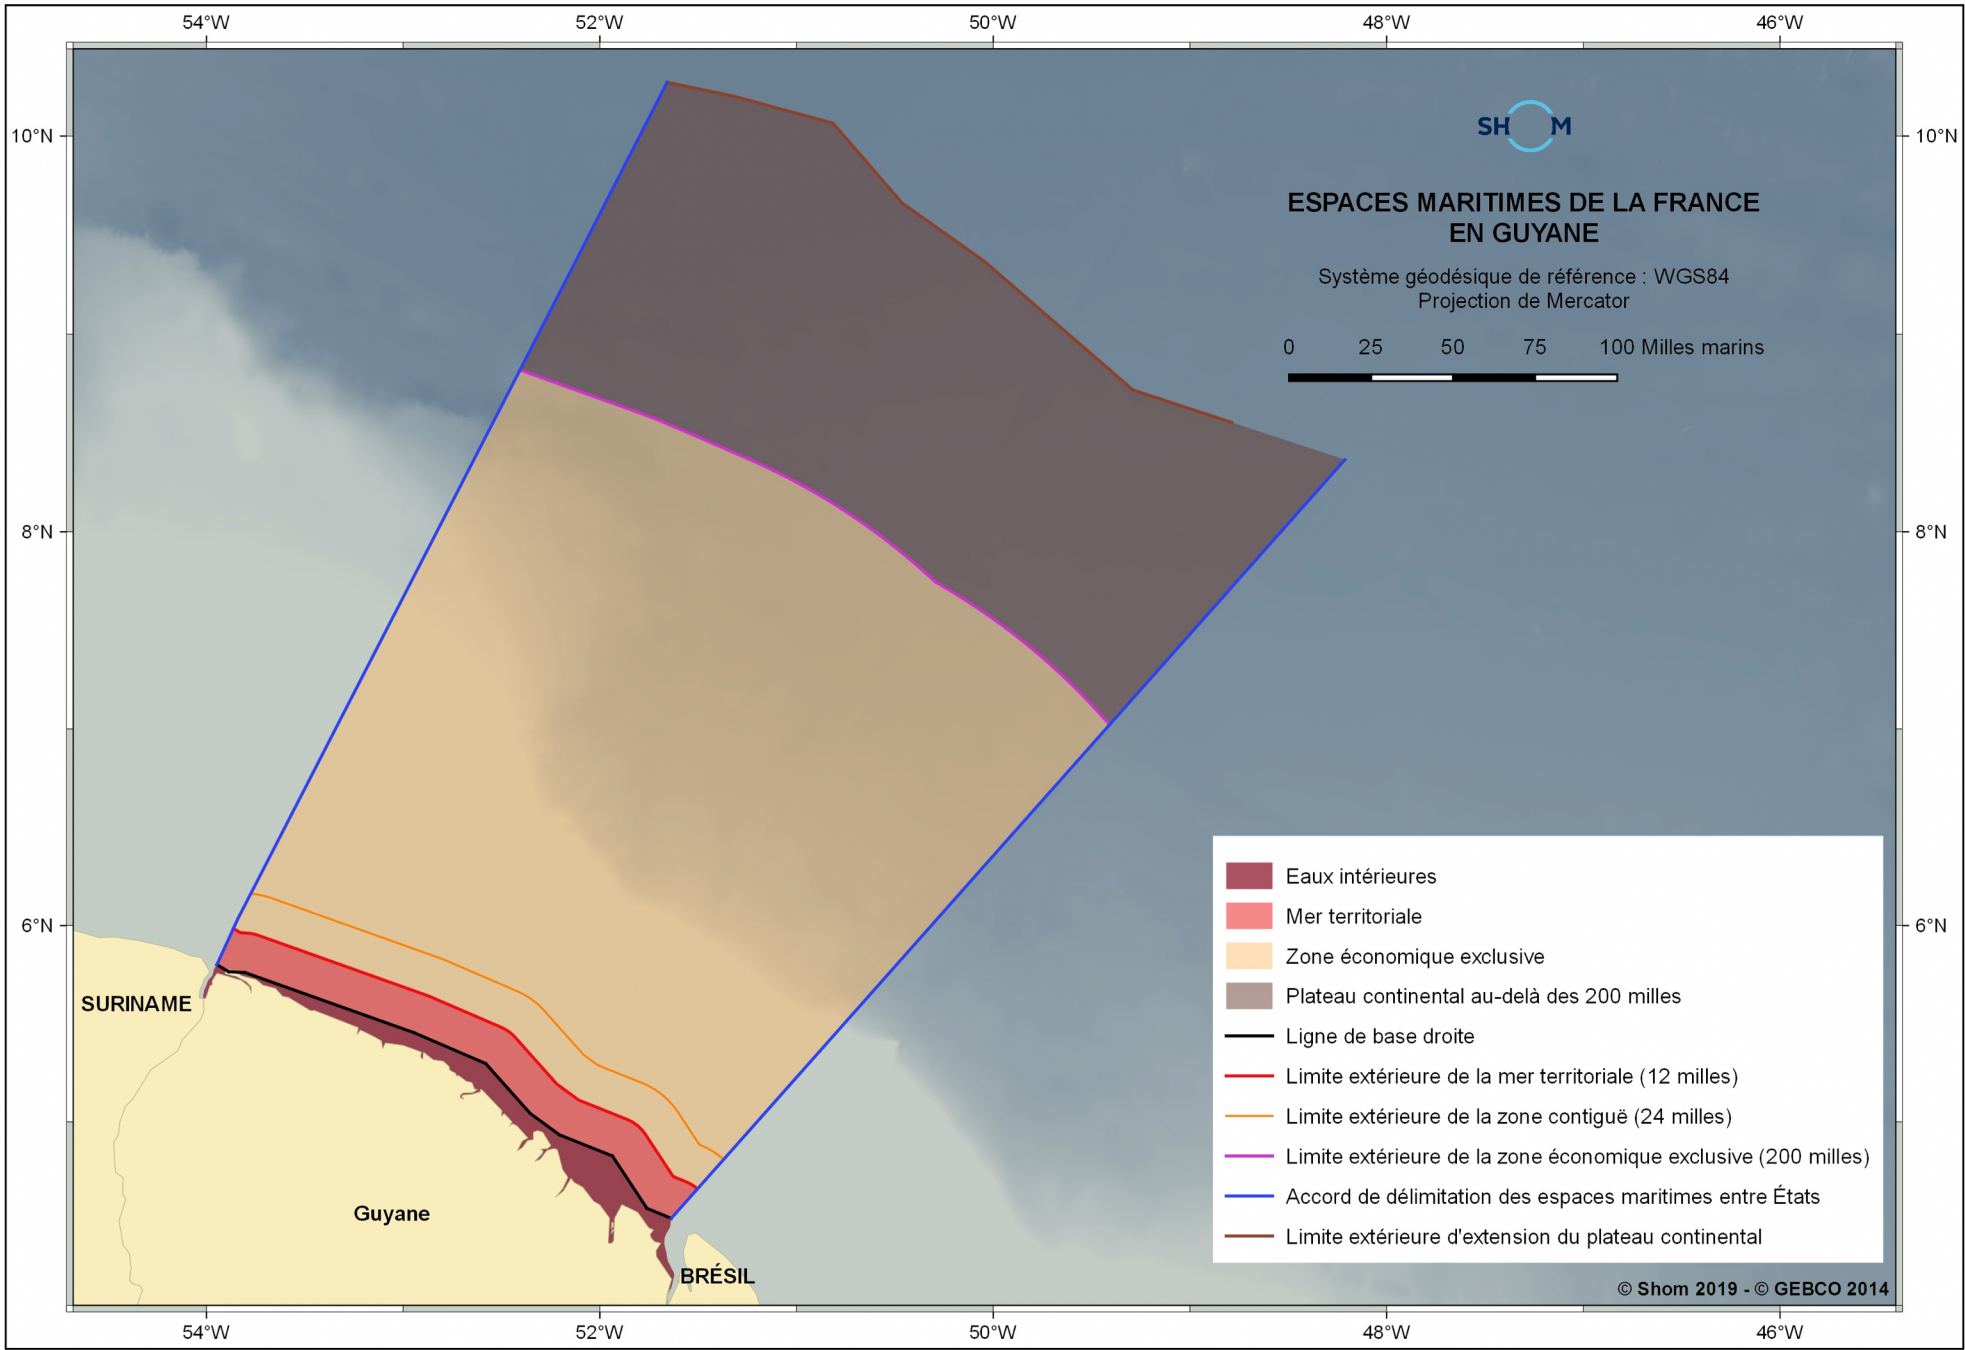 54°W 52°W 50°W 48°W 46°W
10°N 10°N
SHOM
ESPACES MARITIMES DE LA FRANCE
EN GUYANE
Système géodésique de référence : WGS84
Projection de Mercator
0 25 50 75 100 Milles marins
8°N 8°N
6°N 6°N
SURINAME
Guyane
BRÉSIL
Eaux intérieures
Mer territoriale
Zone économique exclusive
Plateau continental au-delà des 200 milles
Ligne de base droite
Limite extérieure de la mer territoriale (12 milles)
Limite extérieure de la zone contiguë (24 milles)
Limite extérieure de la zone économique exclusive (200 milles)
Accord de délimitation des espaces maritimes entre États
Limite extérieure d'extension du plateau continental
© Shom 2019 - © GEBCO 2014
54°W 52°W 50°W 48°W 46°W